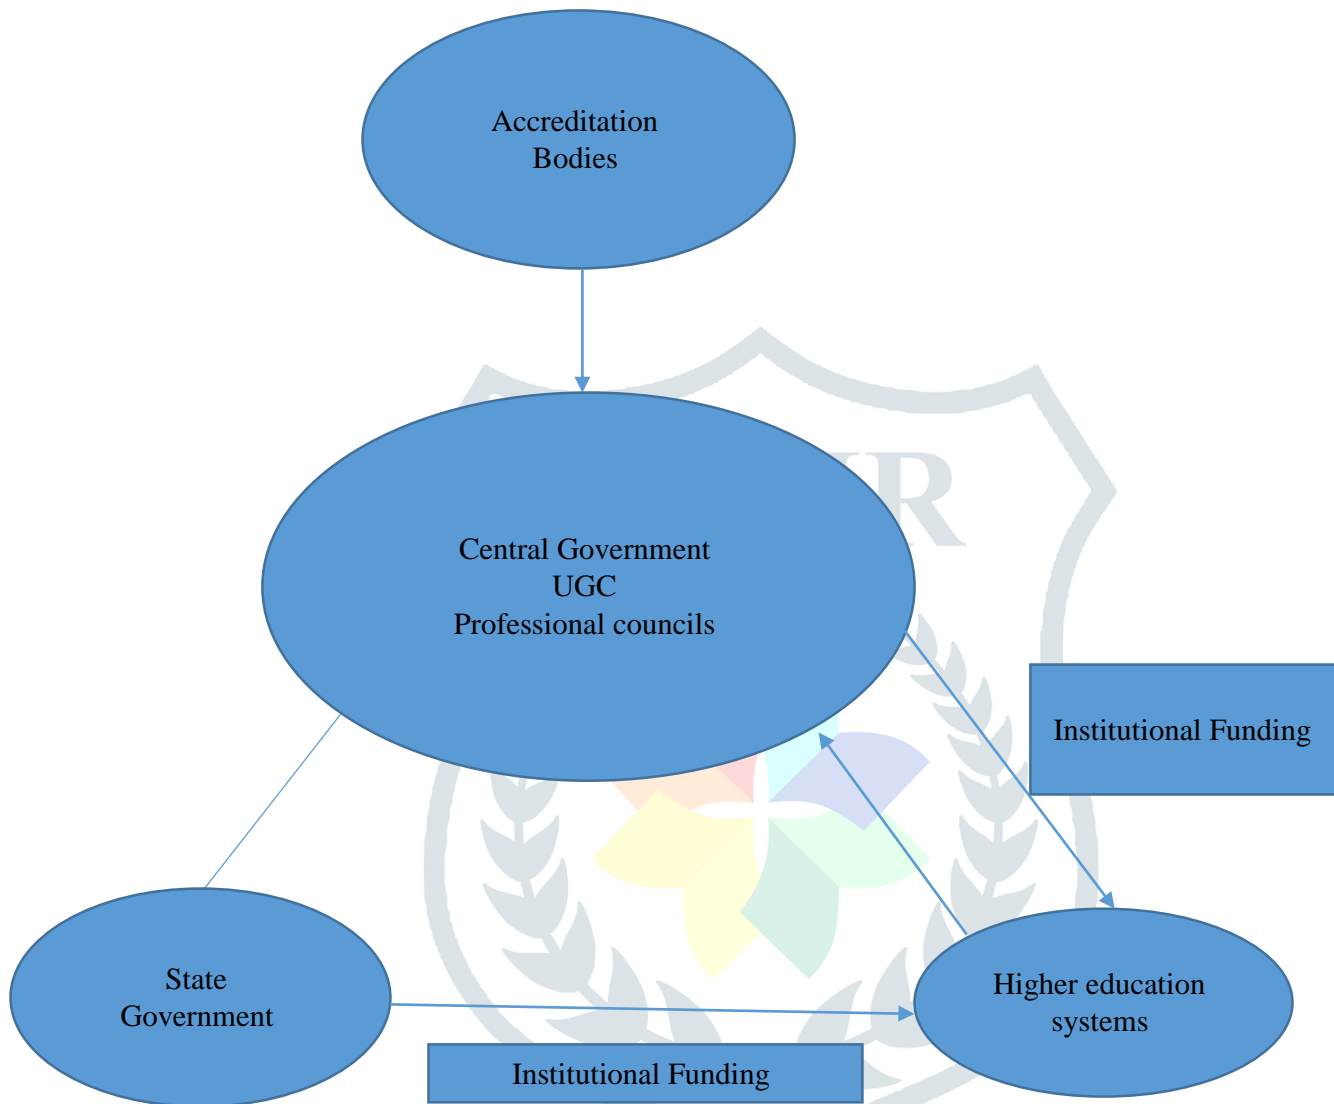 Accreditation
Bodies
Central Government
UGC
Professional councils
Institutional Funding
State
Government
Higher education
systems
Institutional Funding